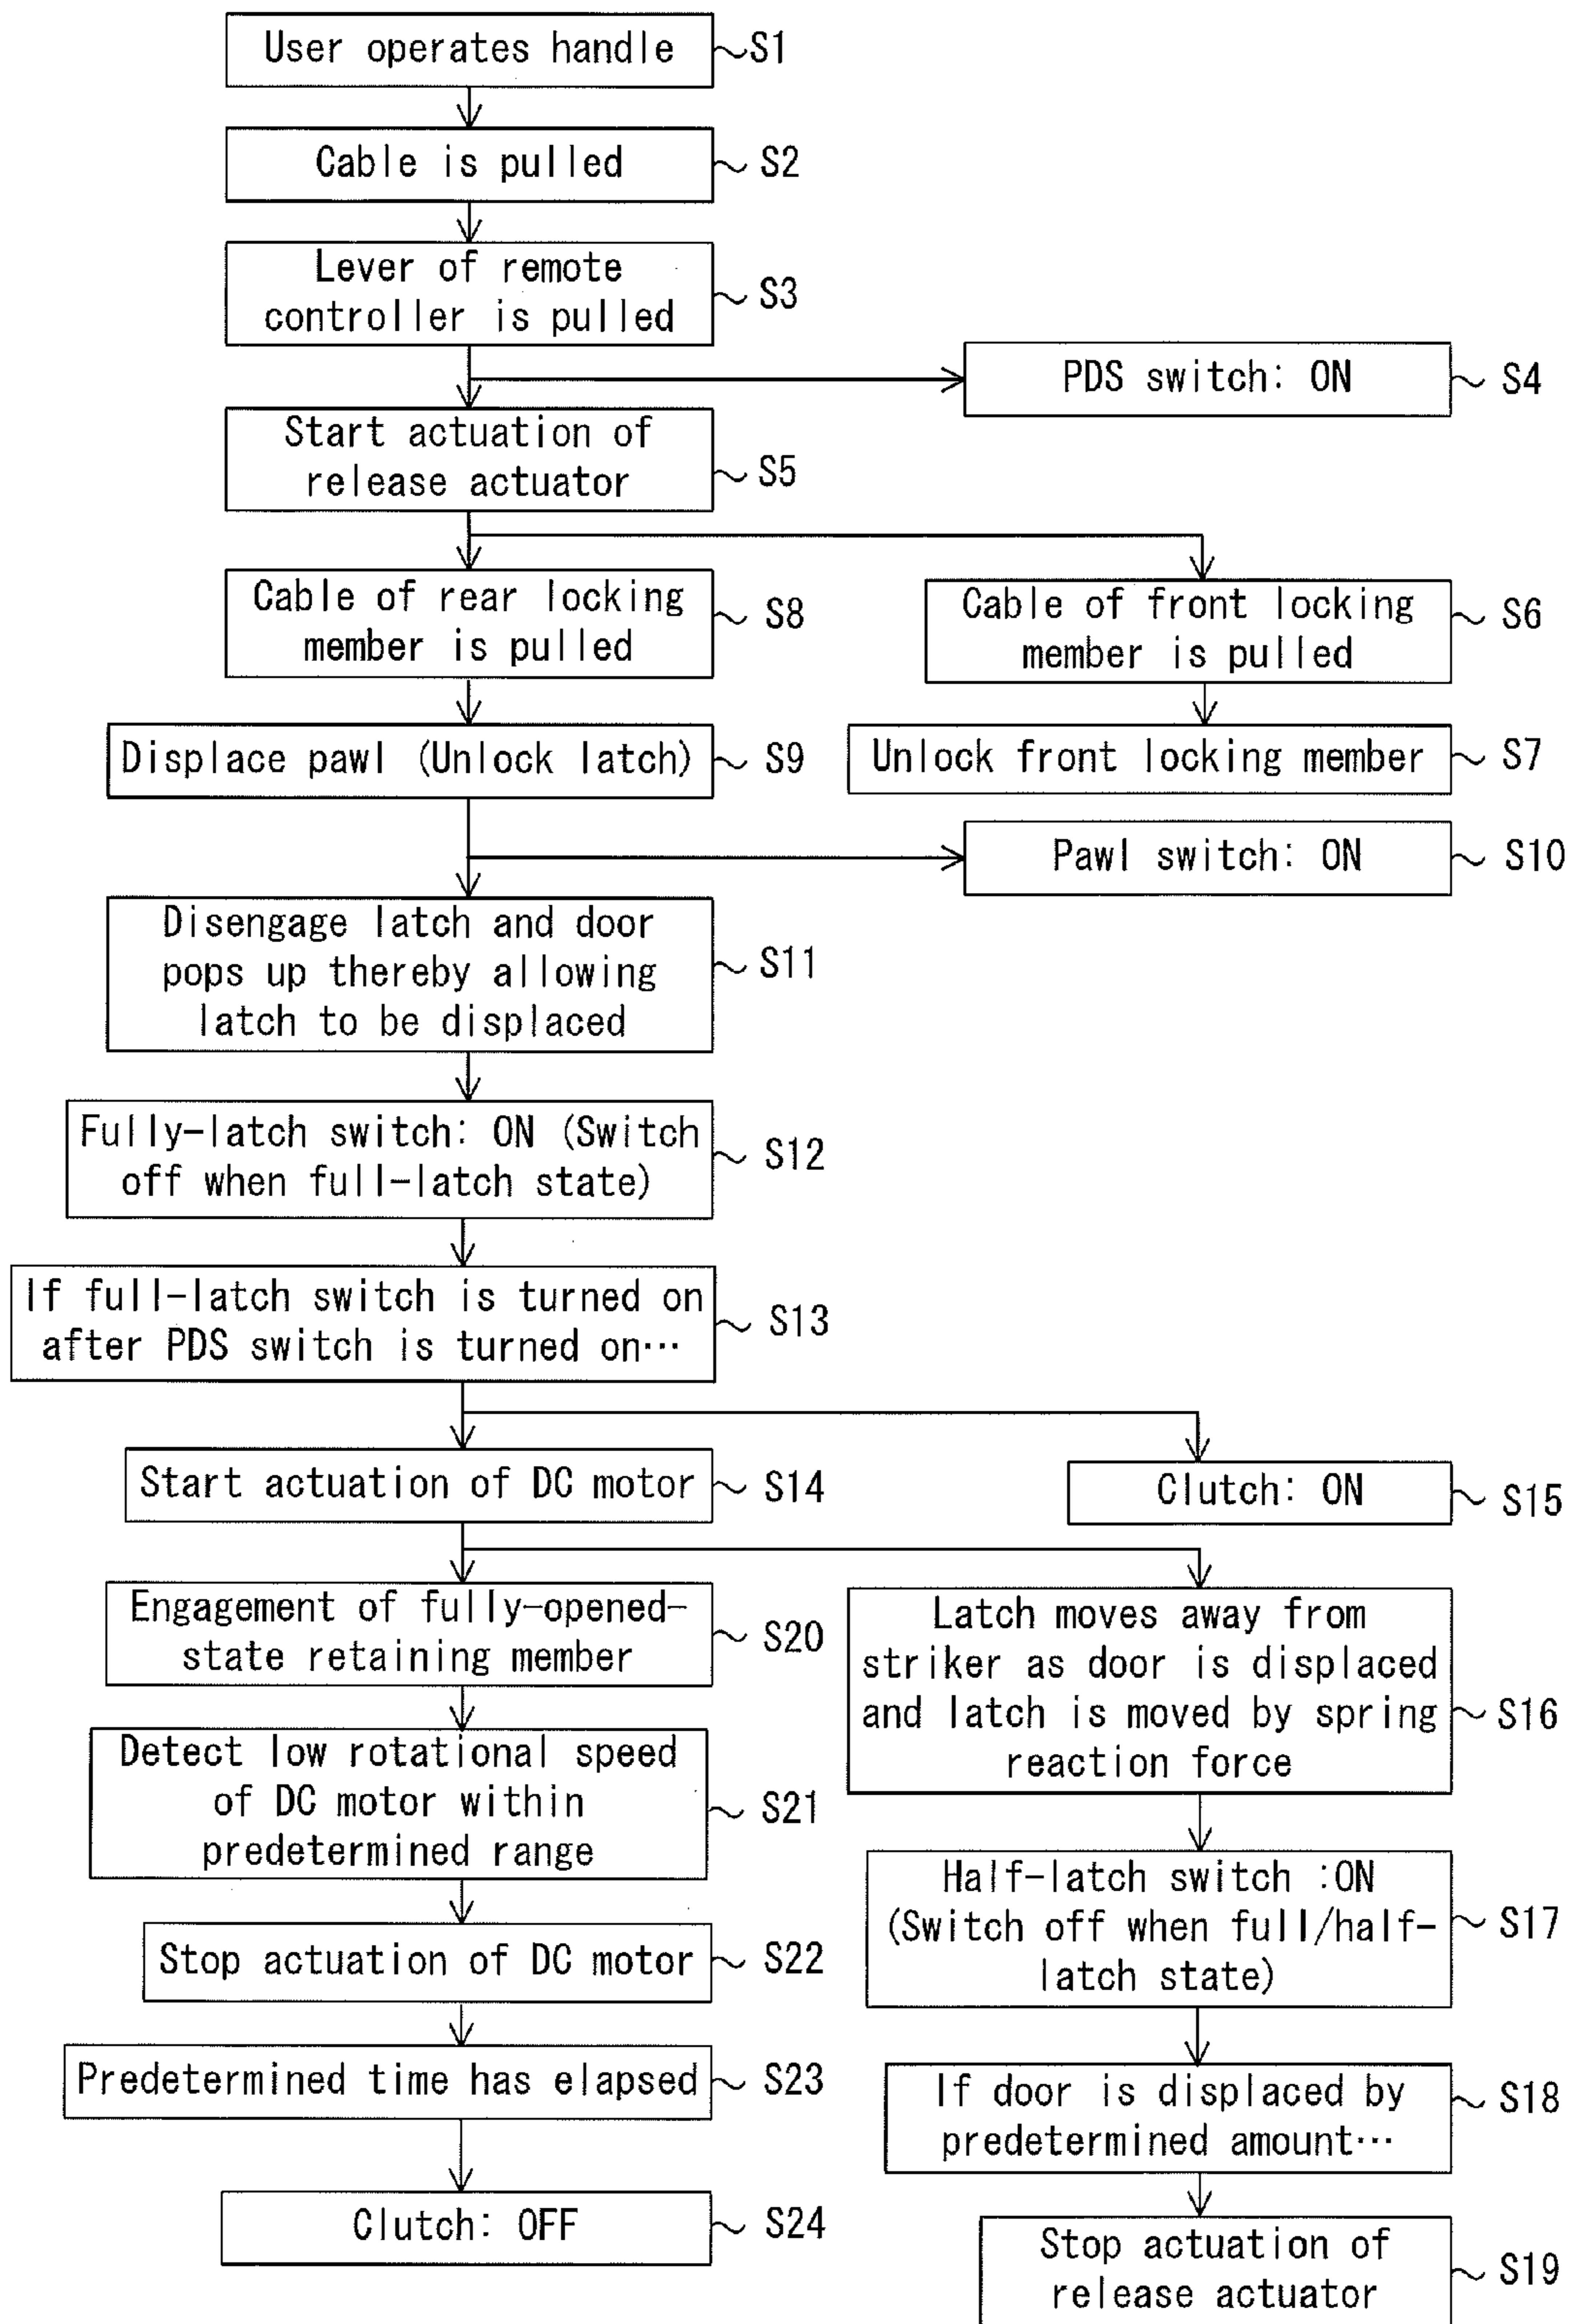 User operates handle
S1
Cable is pulled
S2
Lever of remote
controller is pulled
S3
PDS switch: ON
S4
Start actuation of
release actuator
S5
Cable of rear locking
member is pulled
S8
Cable of front locking
member is pulled
S6
Displace pawl (Unlock latch)
S9
Unlock front locking member
S7
Pawl switch: ON
S10
Disengage latch and door
pops up thereby allowing
latch to be displaced
S11
Fully-latch switch: ON (Switch
off when full-latch state)
S12
If full-latch switch is turned on
after PDS switch is turned on…
S13
Start actuation of DC motor
S14
Clutch: ON
S15
Engagement of fully-opened-
state retaining member
S20
Latch moves away from
striker as door is displaced
and latch is moved by spring
reaction force
S16
Detect low rotational speed
of DC motor within
predetermined range
S21
Half-latch switch :ON
(Switch off when full/half-
latch state)
S17
Stop actuation of DC motor
S22
Predetermined time has elapsed
S23
If door is displaced by
predetermined amount…
S18
Clutch: OFF
S24
Stop actuation of
release actuator
S19